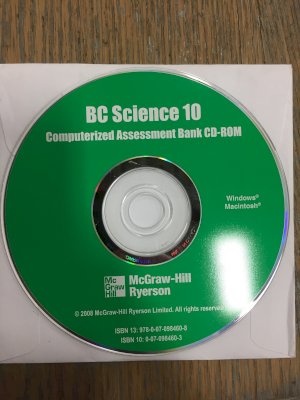 BC Science 10
Computerized Assessment Bank CD-ROM
Windows®
Macintosh®
Mc
Graw
Hill
McGraw-Hill
Ryerson
© 2008 McGraw-Hill Ryerson Limited. All rights reserved.
ISBN 13: 978-0-07-098460-8
ISBN 10: 0-07-098460-3